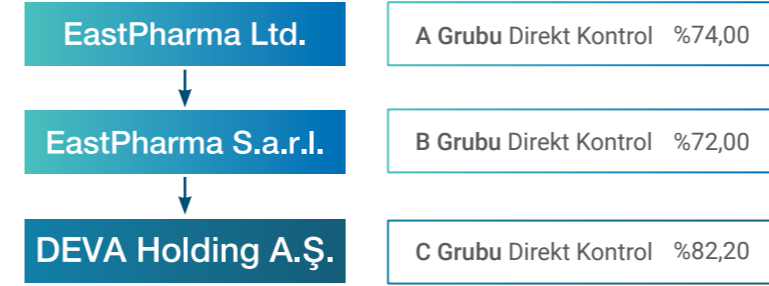 EastPharma Ltd.
A Grubu Direkt Kontrol %74,00
EastPharma S.a.r.l.
B Grubu Direkt Kontrol %72,00
DEVA Holding A.Ş.
C Grubu Direkt Kontrol %82,20